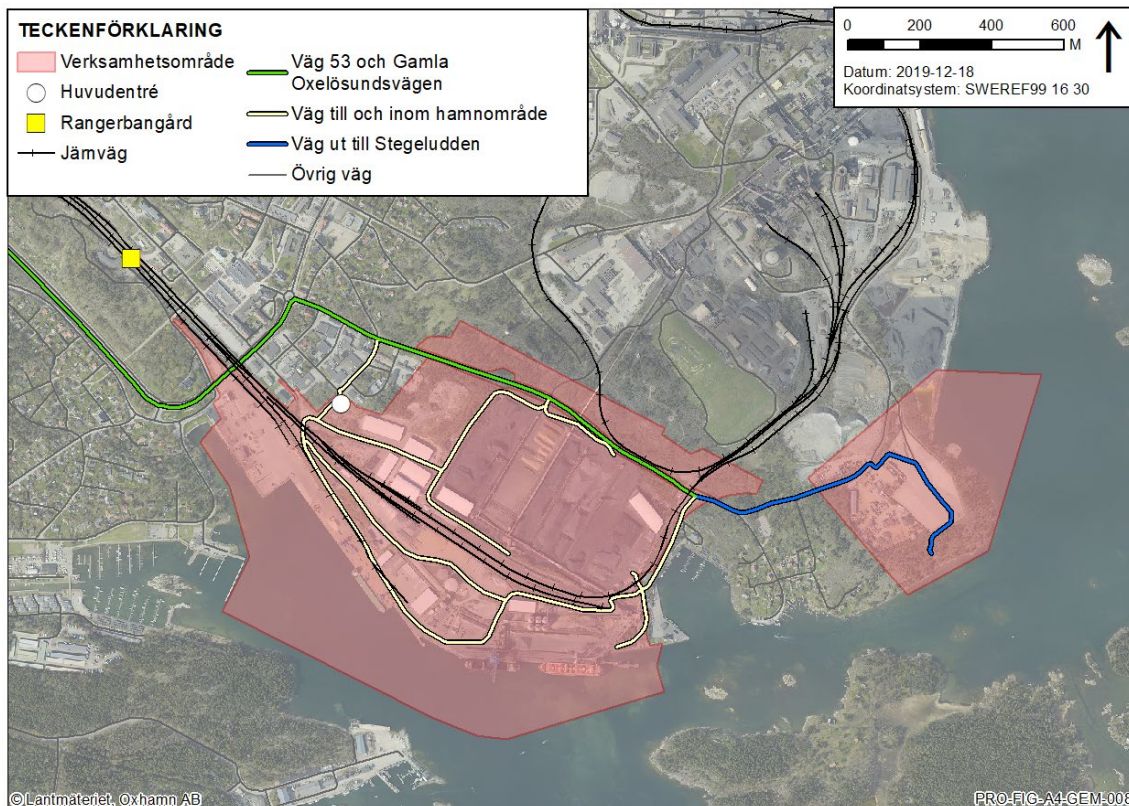 TECKENFÖRKLARING
Verksamhetsområde
Huvudentré
Rangerbangård
Järnväg
Väg 53 och Gamla
Oxelösundsvägen
Väg till och inom hamnområde
Väg ut till Stegeludden
Övrig väg
0 200 400 600
M
Datum: 2019-12-18
Koordinatsystem: SWEREF99 16 30
© Lantmäteriet, Oxhamn AB
PRO-FIG-A4-GEM-008